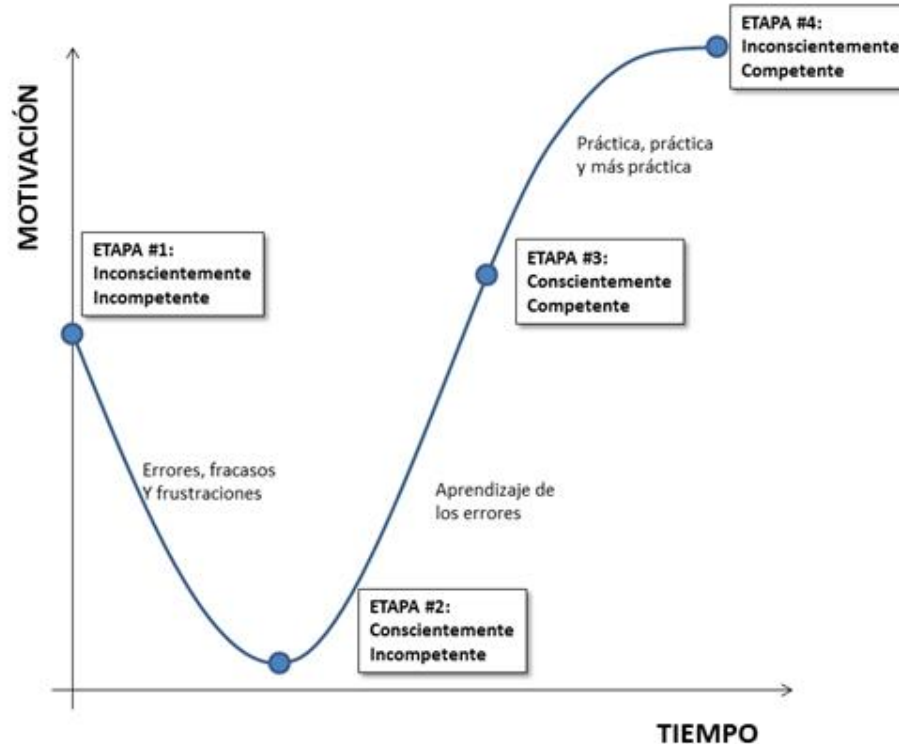 ETAPA #4:
Inconscientemente
Competente
MOTIVACIÓN
Práctica, práctica
y más práctica
ETAPA #1:
Inconscientemente
Incompetente
ETAPA #3:
Conscientemente
Competente
Errores, fracasos
Y frustraciones
Aprendizaje de
los errores
ETAPA #2:
Conscientemente
Incompetente
TIEMPO